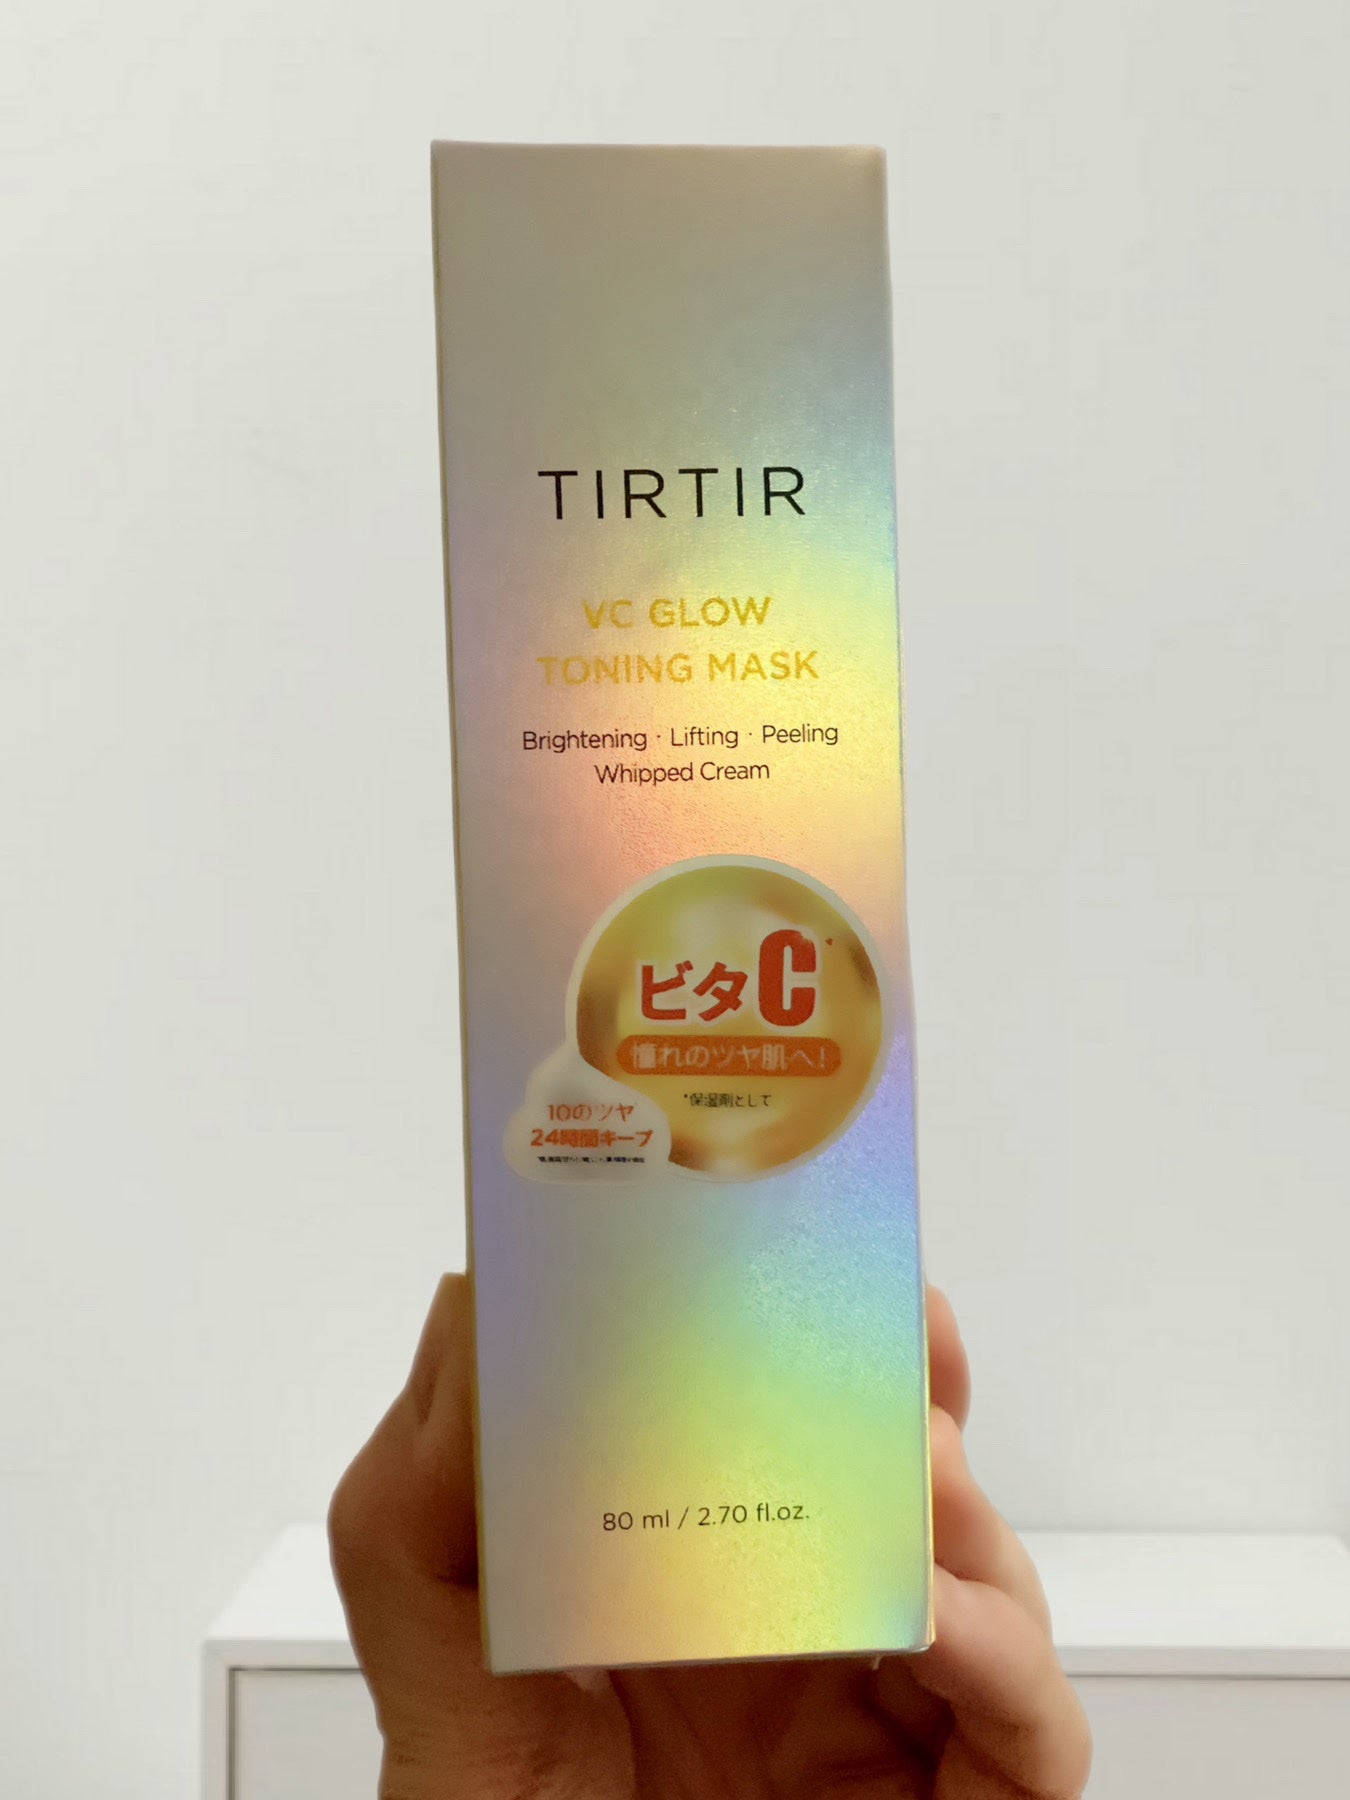 TIRTIR
VC GLOW
TONING MASK
Brightening · Lifting · Peeling
Whipped Cream
ビタC*
憧れのツヤ肌へ!
*保湿剤として
10のツヤ
24時間キープ
80 ml / 2.70 fl.oz.